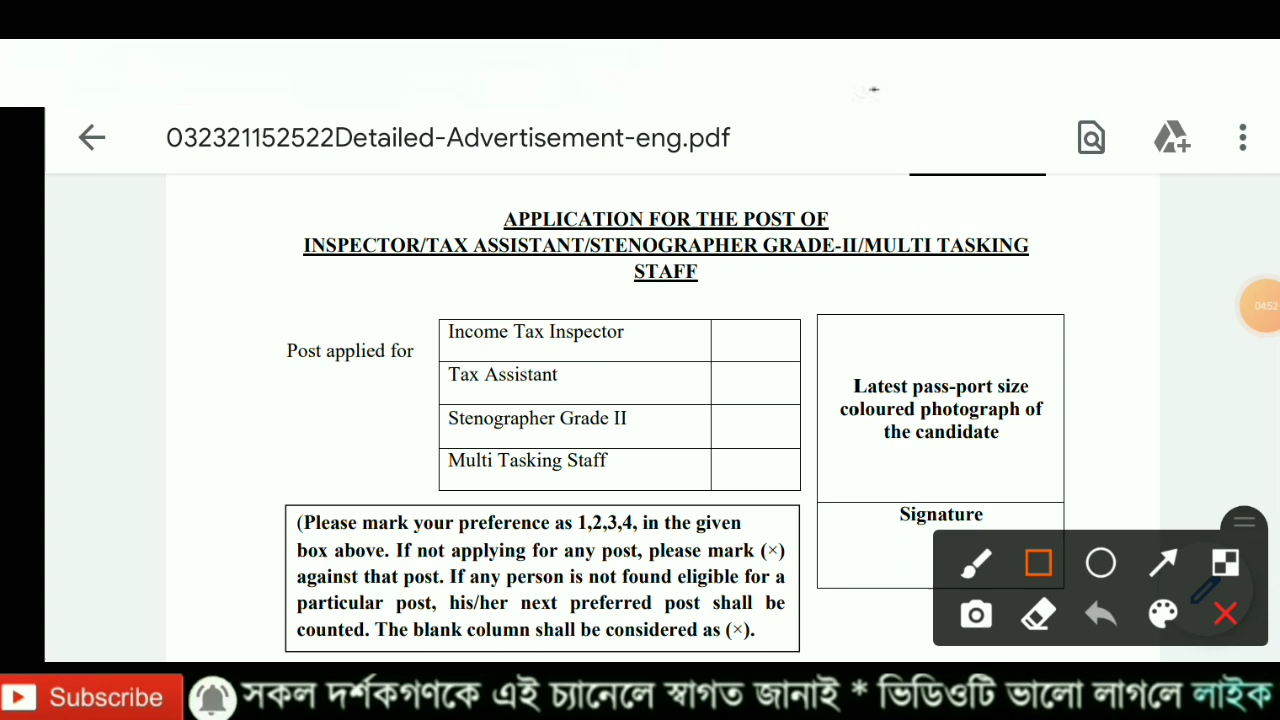 032321152522Detailed-Advertisement-eng.pdf
APPLICATION FOR THE POST OF
INSPECTOR/TAX ASSISTANT/STENOGRAPHER GRADE-II/MULTI TASKING
STAFF
Post applied for
Income Tax Inspector
Tax Assistant
Stenographer Grade II
Multi Tasking Staff
Latest pass-port size
coloured photograph of
the candidate
Signature
(Please mark your preference as 1,2,3,4, in the given
box above. If not applying for any post, please mark (×)
against that post. If any person is not found eligible for a
particular post, his/her next preferred post shall be
counted. The blank column shall be considered as (×).
04:52
Subscribe
সকল দর্শকগণকে এই চ্যানেলে স্বাগত জানাই * ভিডিওটি ভালো লাগলে লাইক